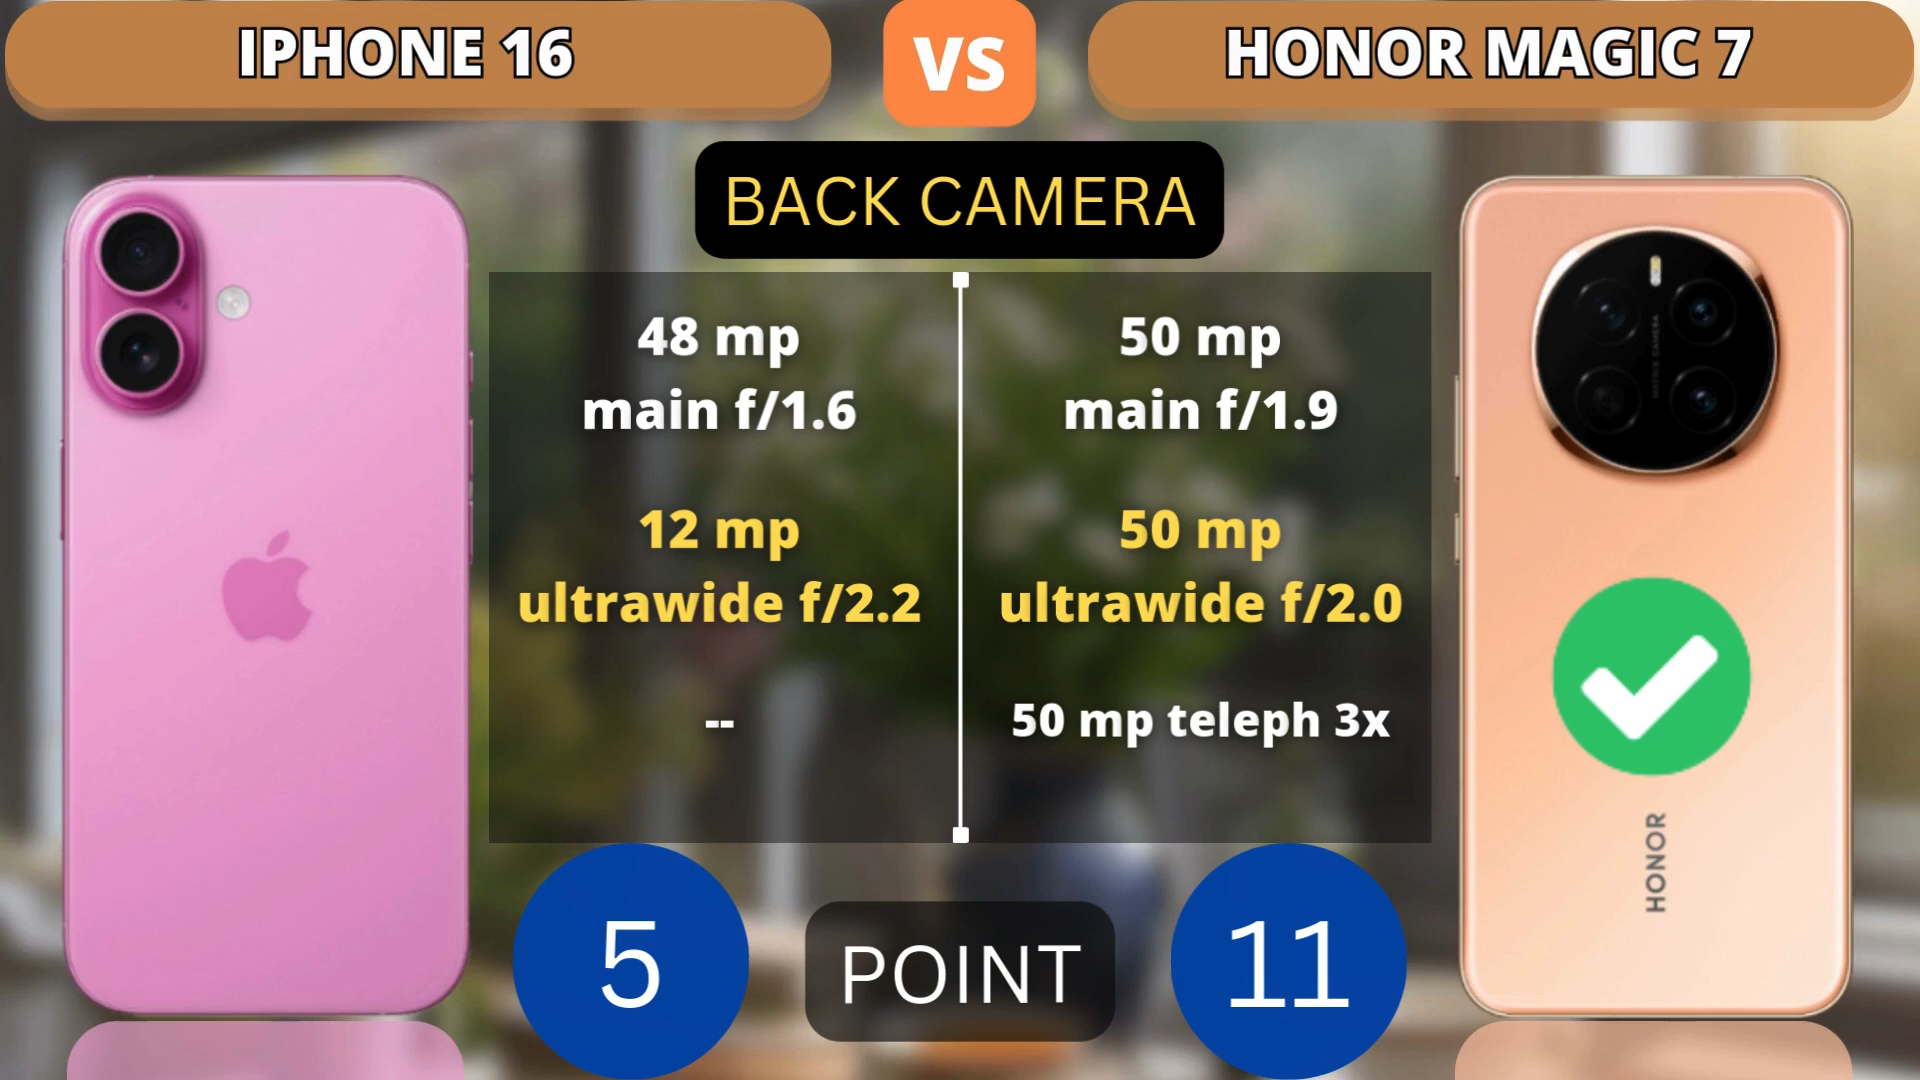 IPHONE 16
VS
HONOR MAGIC 7
BACK CAMERA
48 mp
main f/1.6
12 mp
ultrawide f/2.2
--
50 mp
main f/1.9
50 mp
ultrawide f/2.0
50 mp teleph 3x
5
POINT
11
HONOR